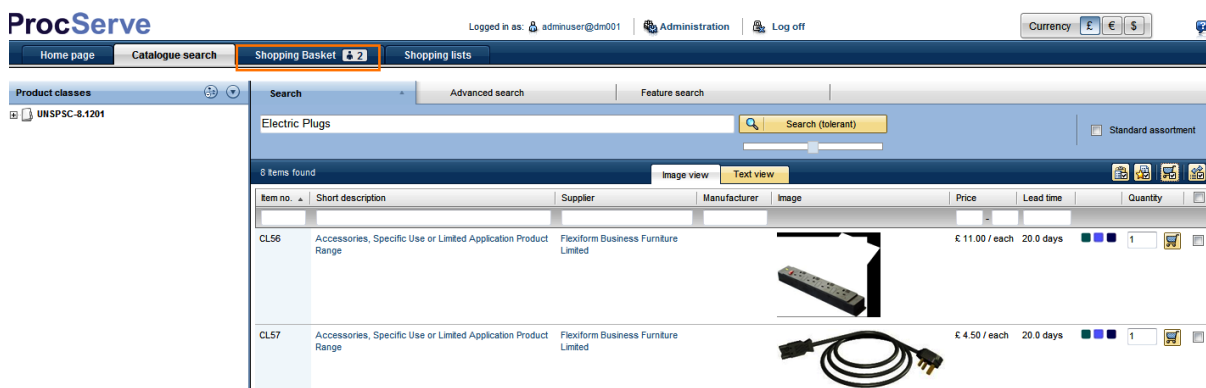 ProcServe
Logged in as: adminuser@dm001 Administration Log off Currency £ € $
Home page Catalogue search Shopping Basket 2 Shopping lists
Product classes
UNSPSC-8.1201
Search Advanced search Feature search
Electric Plugs Search (tolerant) Standard assortment
8 Items found Image view Text view
Item no. Short description Supplier Manufacturer Image Price Lead time Quantity
-
CL56 Accessories, Specific Use or Limited Application Product Flexiform Business Furniture £ 11.00 / each 20.0 days 1
Range Limited
CL57 Accessories, Specific Use or Limited Application Product Flexiform Business Furniture £ 4.50 / each 20.0 days 1
Range Limited